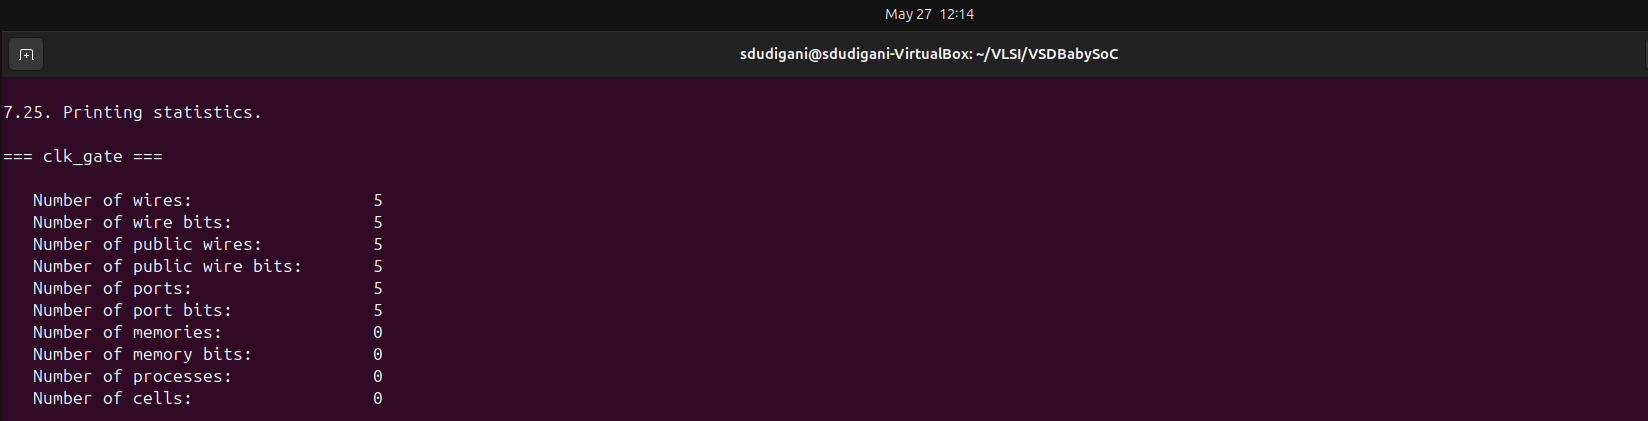 May 27 12:14
sdudigani@sdudigani-VirtualBox: ~/VLSI/VSDBabySoC
7.25. Printing statistics.
=== clk_gate ===
Number of wires: 5
Number of wire bits: 5
Number of public wires: 5
Number of public wire bits: 5
Number of ports: 5
Number of port bits: 5
Number of memories: 0
Number of memory bits: 0
Number of processes: 0
Number of cells: 0